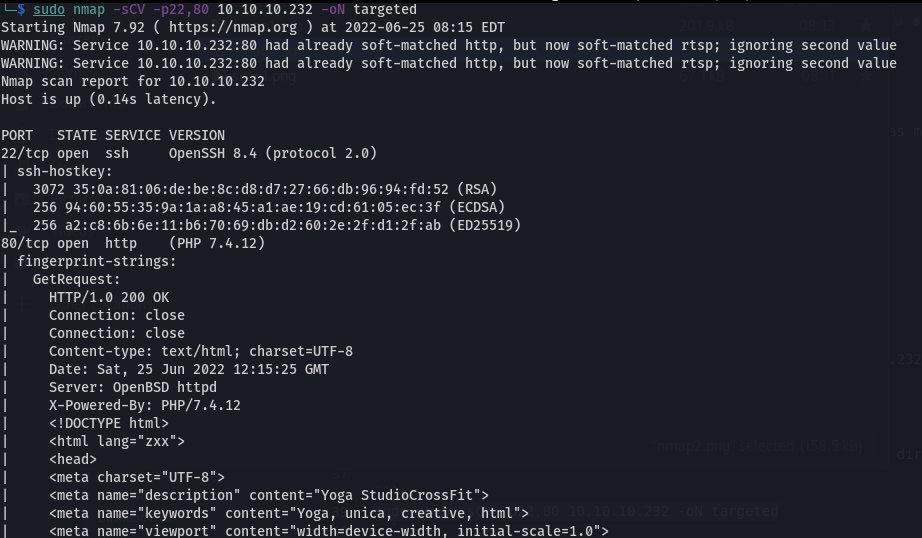 └─$ sudo nmap -sCV -p22,80 10.10.10.232 -oN targeted
Starting Nmap 7.92 ( https://nmap.org ) at 2022-06-25 08:15 EDT
WARNING: Service 10.10.10.232:80 had already soft-matched http, but now soft-matched rtsp; ignoring second value
WARNING: Service 10.10.10.232:80 had already soft-matched http, but now soft-matched rtsp; ignoring second value
Nmap scan report for 10.10.10.232
Host is up (0.14s latency).
PORT   STATE SERVICE VERSION
22/tcp open  ssh     OpenSSH 8.4 (protocol 2.0)
| ssh-hostkey:
|   3072 35:0a:81:06:de:be:8c:d8:d7:27:66:db:96:94:fd:52 (RSA)
|   256 94:60:55:35:9a:1a:a8:45:a1:ae:19:cd:61:05:ec:3f (ECDSA)
|_  256 a2:c8:6b:6e:11:b6:70:69:db:d2:60:2e:2f:d1:2f:ab (ED25519)
80/tcp open  http    (PHP 7.4.12)
| fingerprint-strings:
|   GetRequest:
|     HTTP/1.0 200 OK
|     Connection: close
|     Connection: close
|     Content-type: text/html; charset=UTF-8
|     Date: Sat, 25 Jun 2022 12:15:25 GMT
|     Server: OpenBSD httpd
|     X-Powered-By: PHP/7.4.12
|     <!DOCTYPE html>
|     <html lang="zxx">
|     <head>
|     <meta charset="UTF-8">
|     <meta name="description" content="Yoga StudioCrossFit">
|     <meta name="keywords" content="Yoga, unica, creative, html">
|     <meta name="viewport" content="width=device-width, initial-scale=1.0">